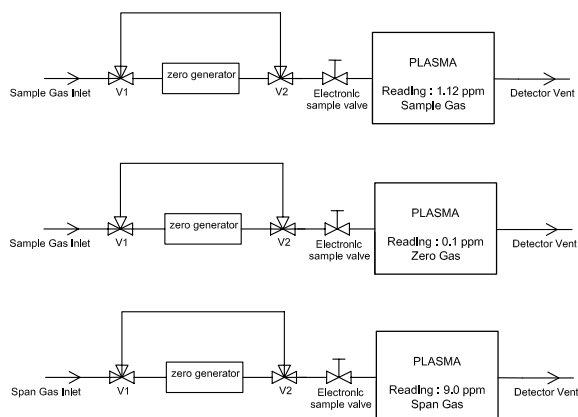 PLASMA
zero generator
Reading : 1.12 ppm
Sample Gas
Sample Gas Inlet
V1
V2
Electronic
sample valve
Detector Vent
PLASMA
zero generator
Reading : 0.1 ppm
Zero Gas
Sample Gas Inlet
V1
V2
Electronic
sample valve
Detector Vent
PLASMA
zero generator
Reading : 9.0 ppm
Span Gas
Span Gas Inlet
V1
V2
Electronic
sample valve
Detector Vent